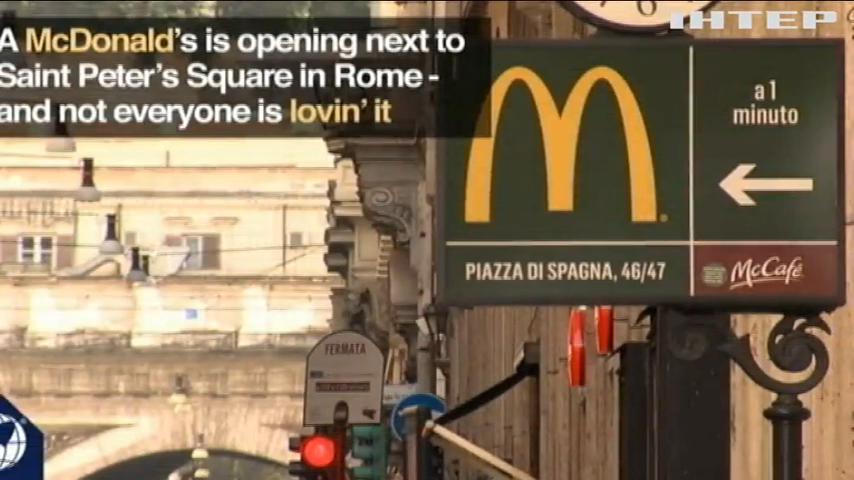 ІНТЕР
A McDonald's is opening next to
Saint Peter's Square in Rome -
and not everyone is lovin' it
a 1
minuto
PIAZZA DI SPAGNA, 46/47
McCafé
FERMATA